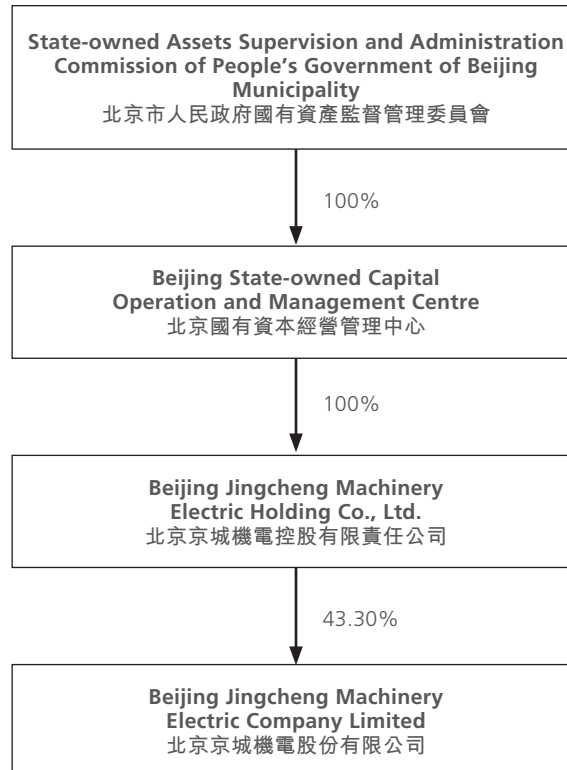 State-owned Assets Supervision and Administration
Commission of People's Government of Beijing
Municipality
北京市人民政府國有資產監督管理委員會
100%
Beijing State-owned Capital
Operation and Management Centre
北京國有資本經營管理中心
100%
Beijing Jingcheng Machinery
Electric Holding Co., Ltd.
北京京城機電控股有限責任公司
43.30%
Beijing Jingcheng Machinery
Electric Company Limited
北京京城機電股份有限公司